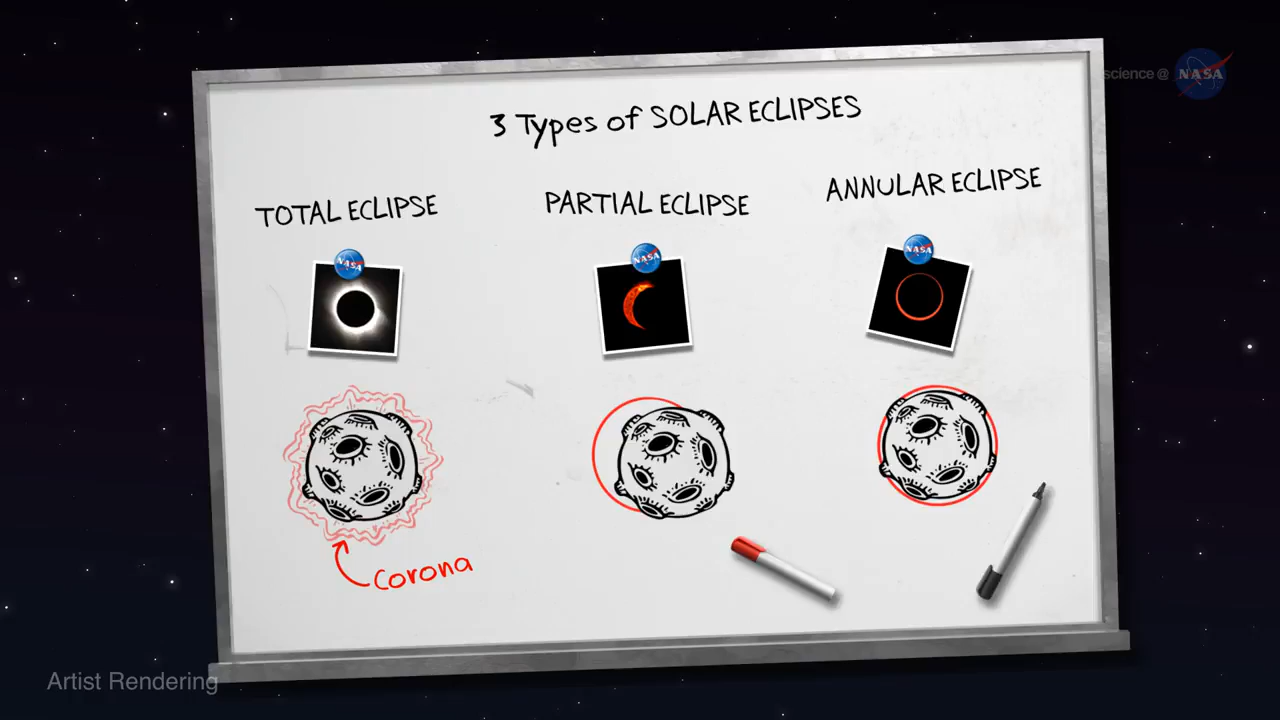 science @ NASA
3 Types of SOLAR ECLIPSES
TOTAL ECLIPSE
PARTIAL ECLIPSE
ANNULAR ECLIPSE
NASA
NASA
NASA
Corona
Artist Rendering